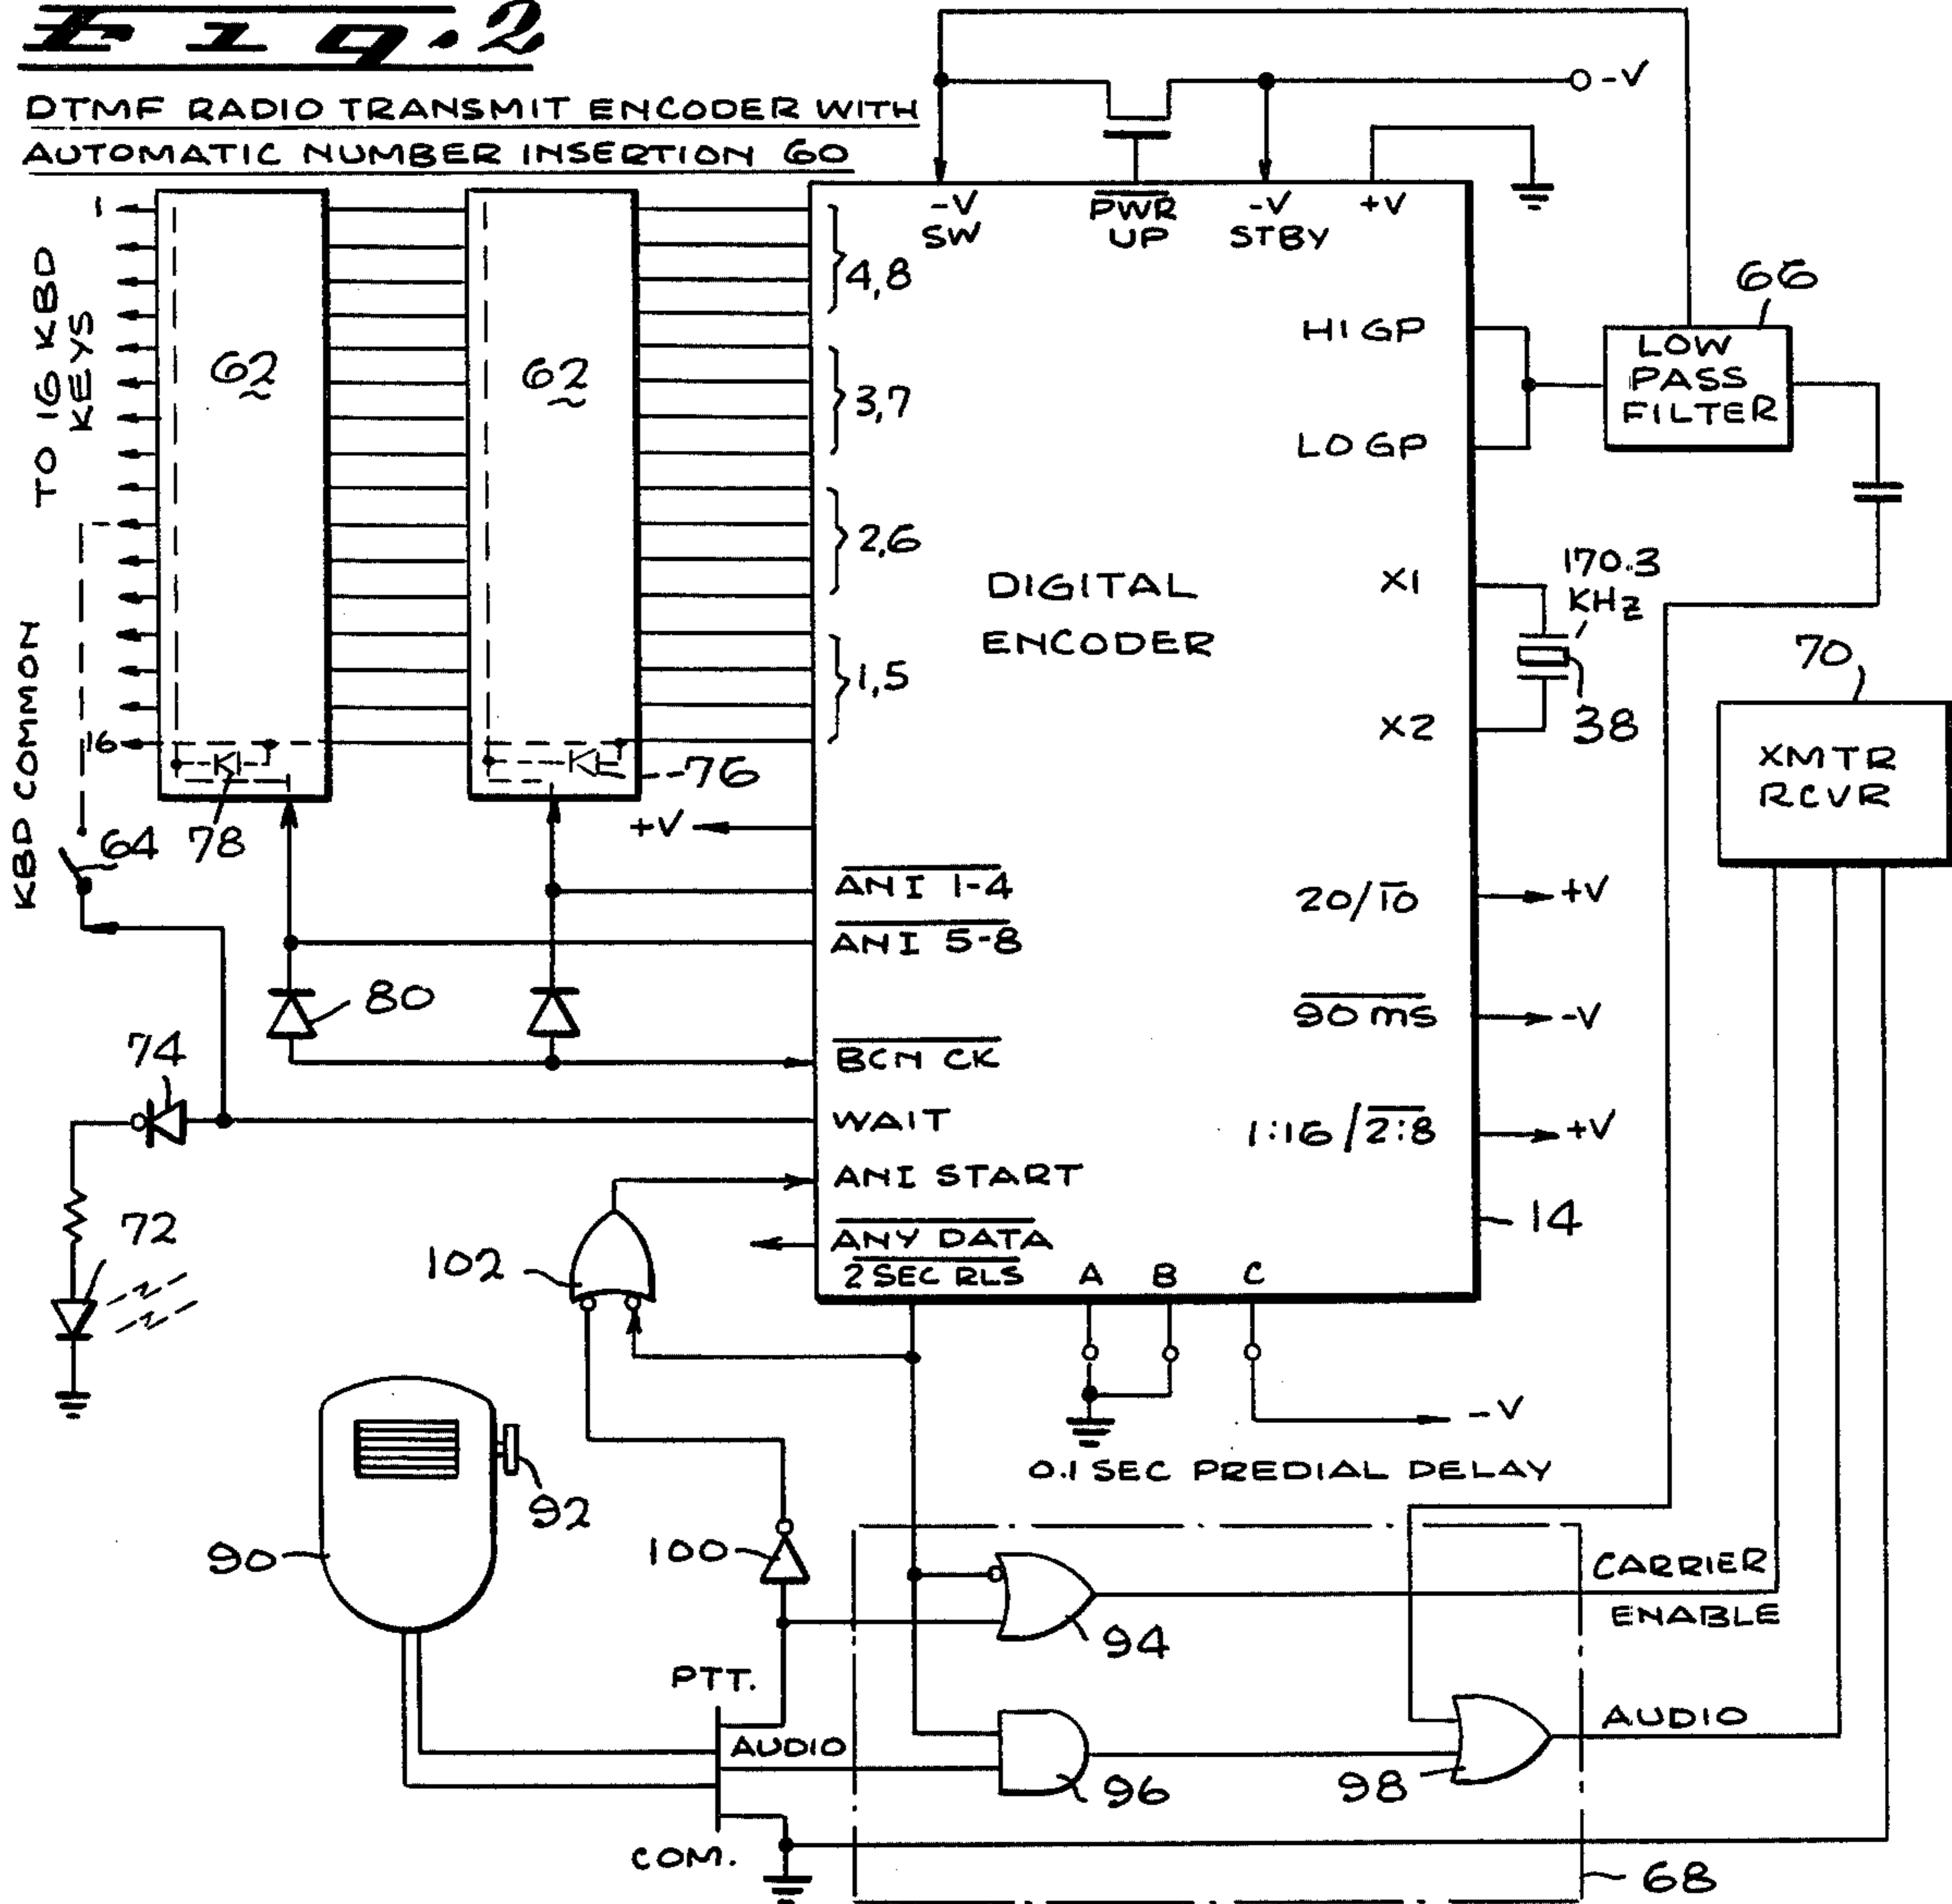 Fig. 2
DTMF RADIO TRANSMIT ENCODER WITH
AUTOMATIC NUMBER INSERTION 60
-V
-V
SW
PWR
UP
-V
STBY
+V
1
TO 16 KBD
KEYS
16
62
62
4,8
3,7
2,6
1,5
HI GP
LO GP
66
LOW
PASS
FILTER
DIGITAL
ENCODER
X1
X2
170.3
KHz
38
70
XMTR
RCVR
KBD COMMON
64
78
76
+V
ANI 1-4
ANI 5-8
80
BCN CK
74
WAIT
ANI START
ANY DATA
2 SEC RLS
A
B
C
20/10
+V
90 ms
-V
1:16/2:8
+V
14
72
102
-V
0.1 SEC PREDIAL DELAY
92
90
100
CARRIER
ENABLE
94
PTT.
AUDIO
96
98
AUDIO
COM.
68